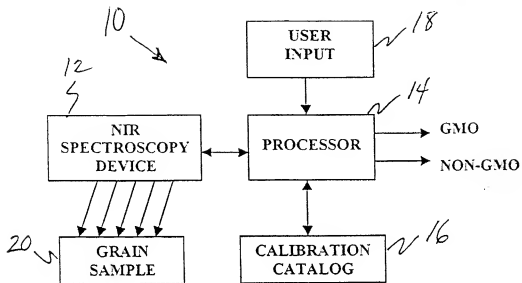 10
18
USER
INPUT
12
14
NIR
SPECTROSCOPY
DEVICE
PROCESSOR
GMO
NON-GMO
20
GRAIN
SAMPLE
CALIBRATION
CATALOG
16